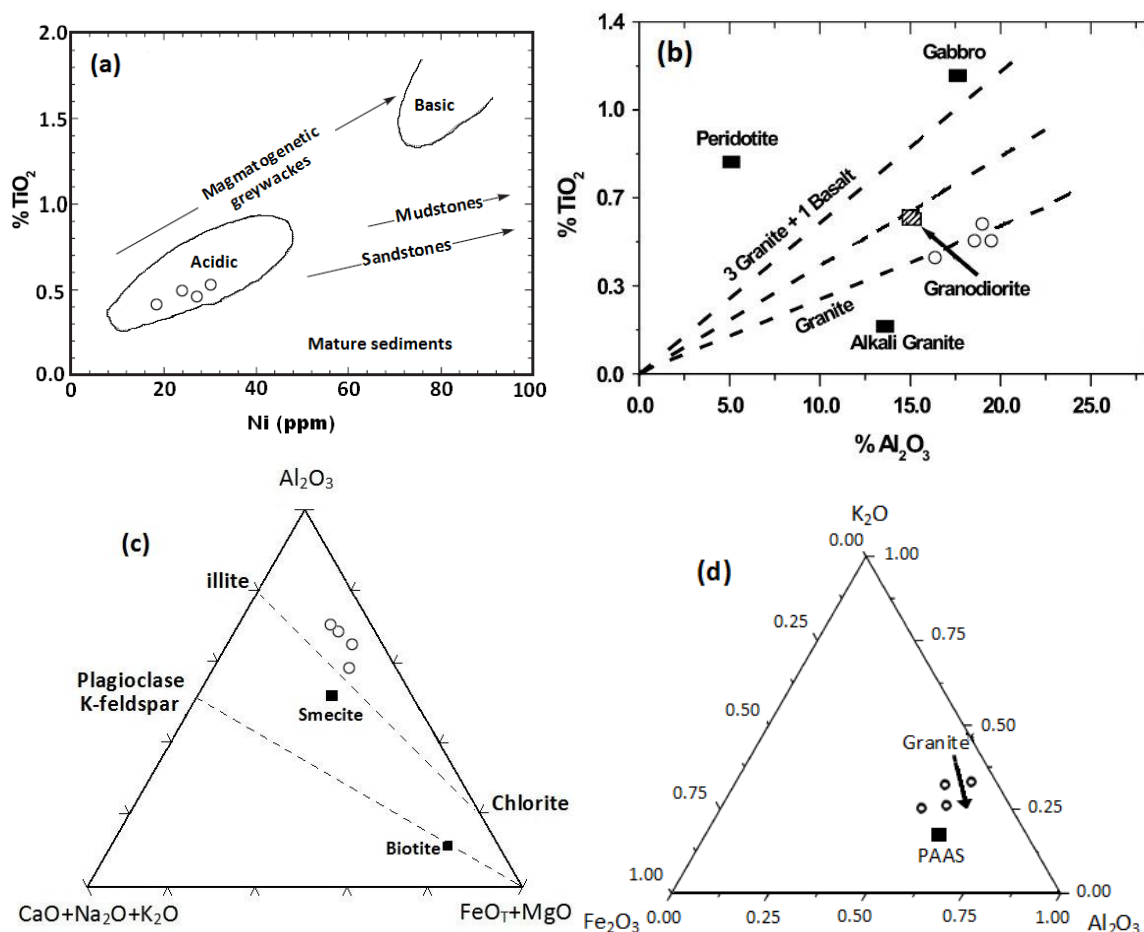 (a)
2.0
1.5
1.0
0.5
0.0
% TiO2
Basic
Magmatogenetic
greywackes
Mudstones
Sandstones
Acidic
Mature sediments
0
20
40
60
80
100
Ni (ppm)
(b)
1.4
1.0
0.7
0.3
0.0
% TiO2
Gabbro
Peridotite
3 Granite + 1 Basalt
Granodiorite
Granite
Alkali Granite
0.0
5.0
10.0
15.0
20.0
25.0
% Al2O3
(c)
Al2O3
illite
Plagioclase
K-feldspar
Smecite
Chlorite
Biotite
CaO+Na2O+K2O
FeOT+MgO
(d)
K2O
0.00
1.00
0.25
0.75
0.50
0.50
Granite
0.75
0.25
PAAS
1.00
0.00
Fe2O3
0.00
0.25
0.50
0.75
1.00
Al2O3